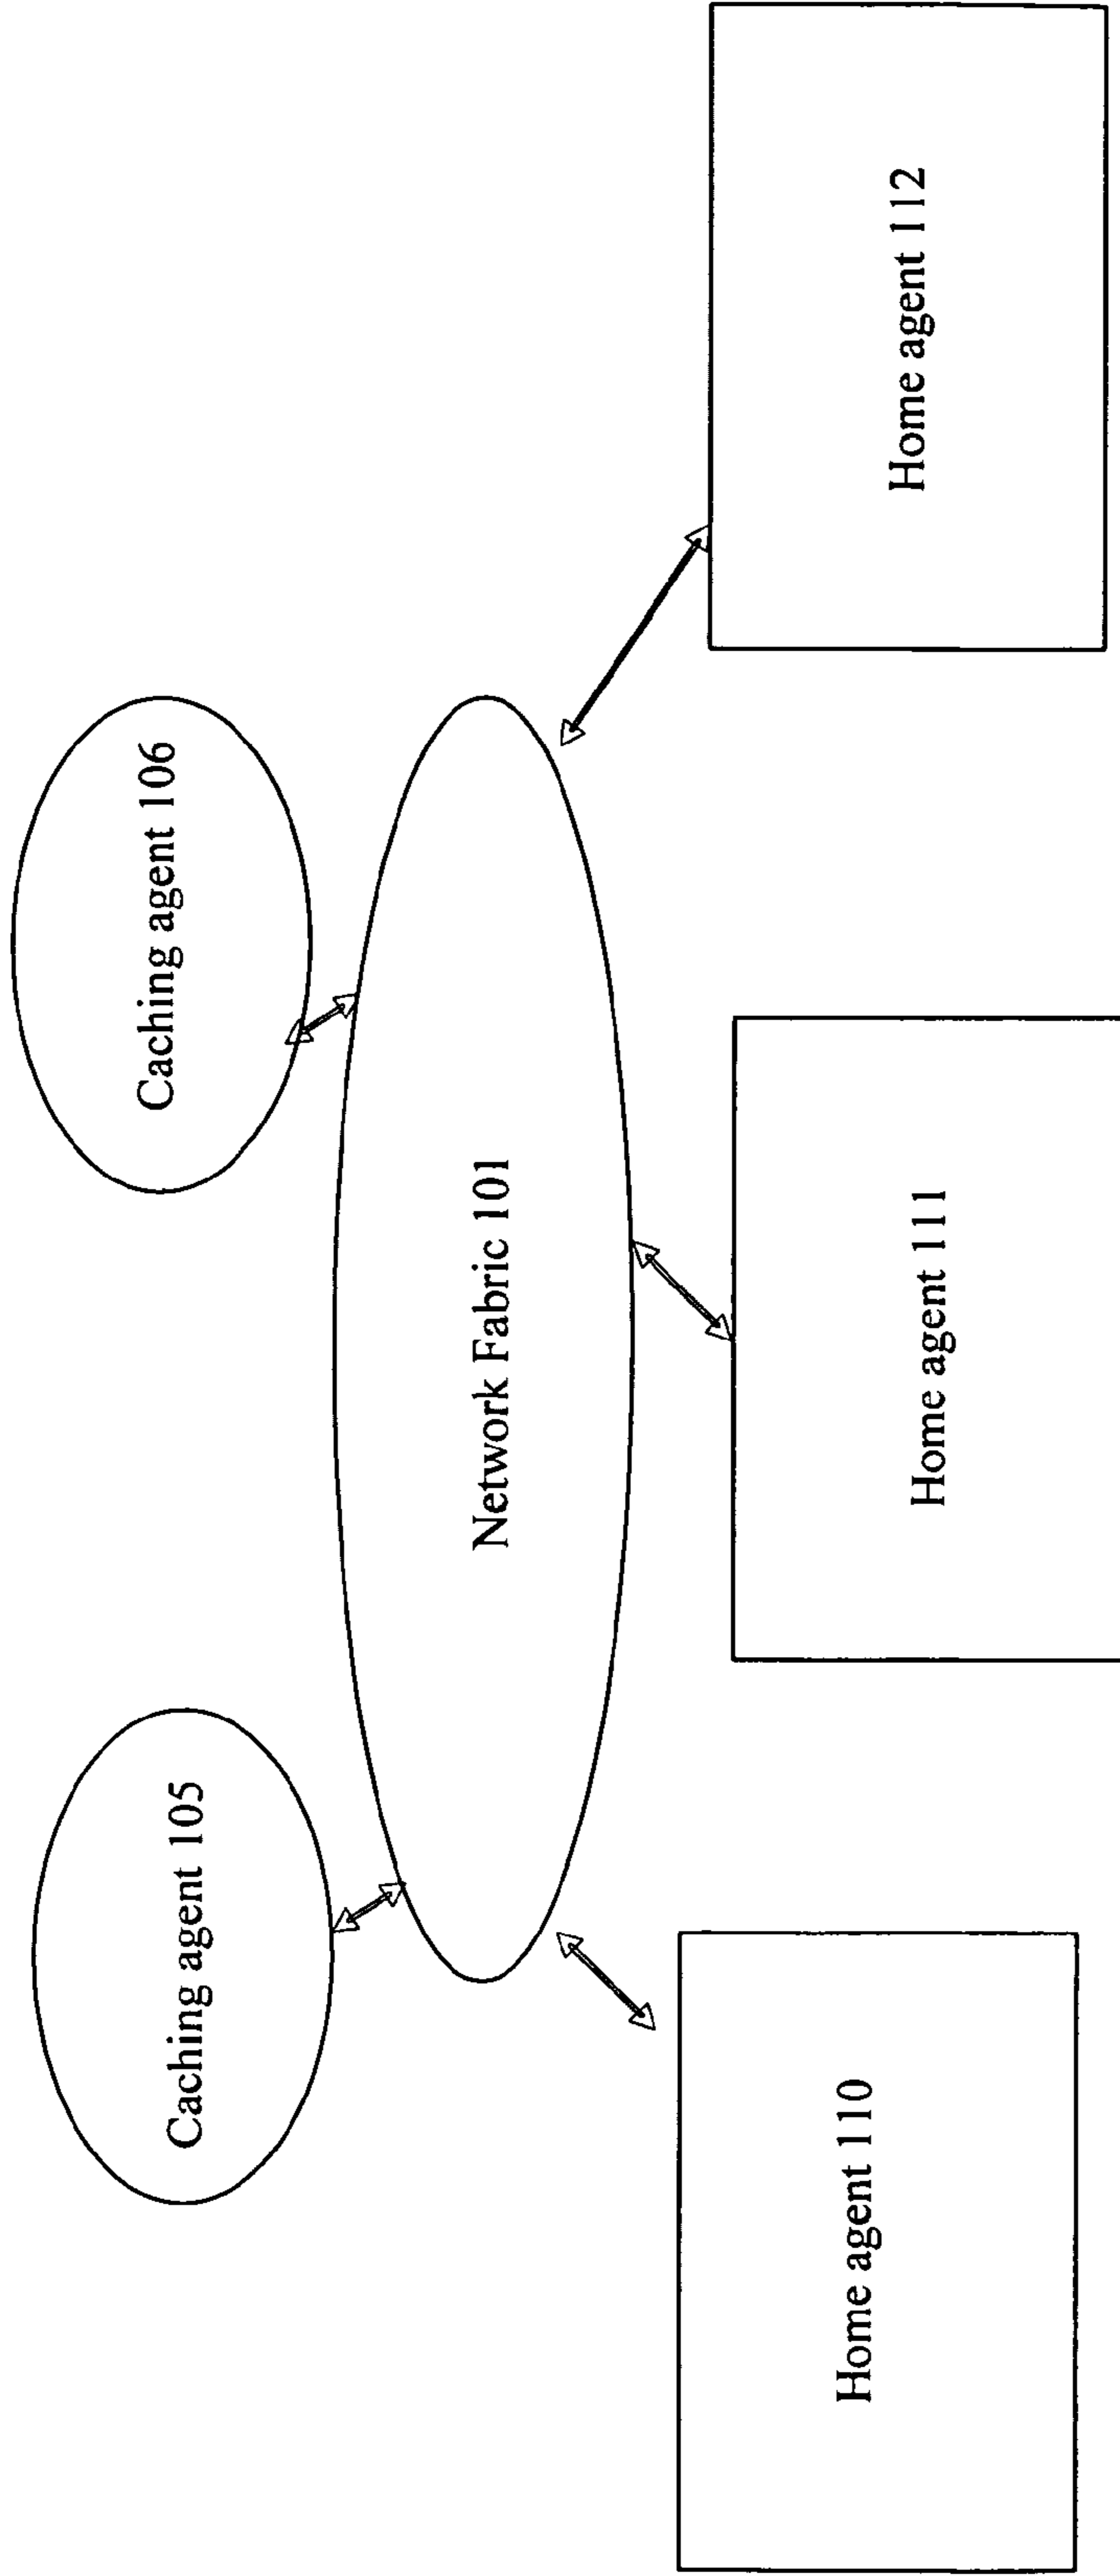 Caching agent 105
Caching agent 106
Network Fabric 101
Home agent 110
Home agent 111
Home agent 112